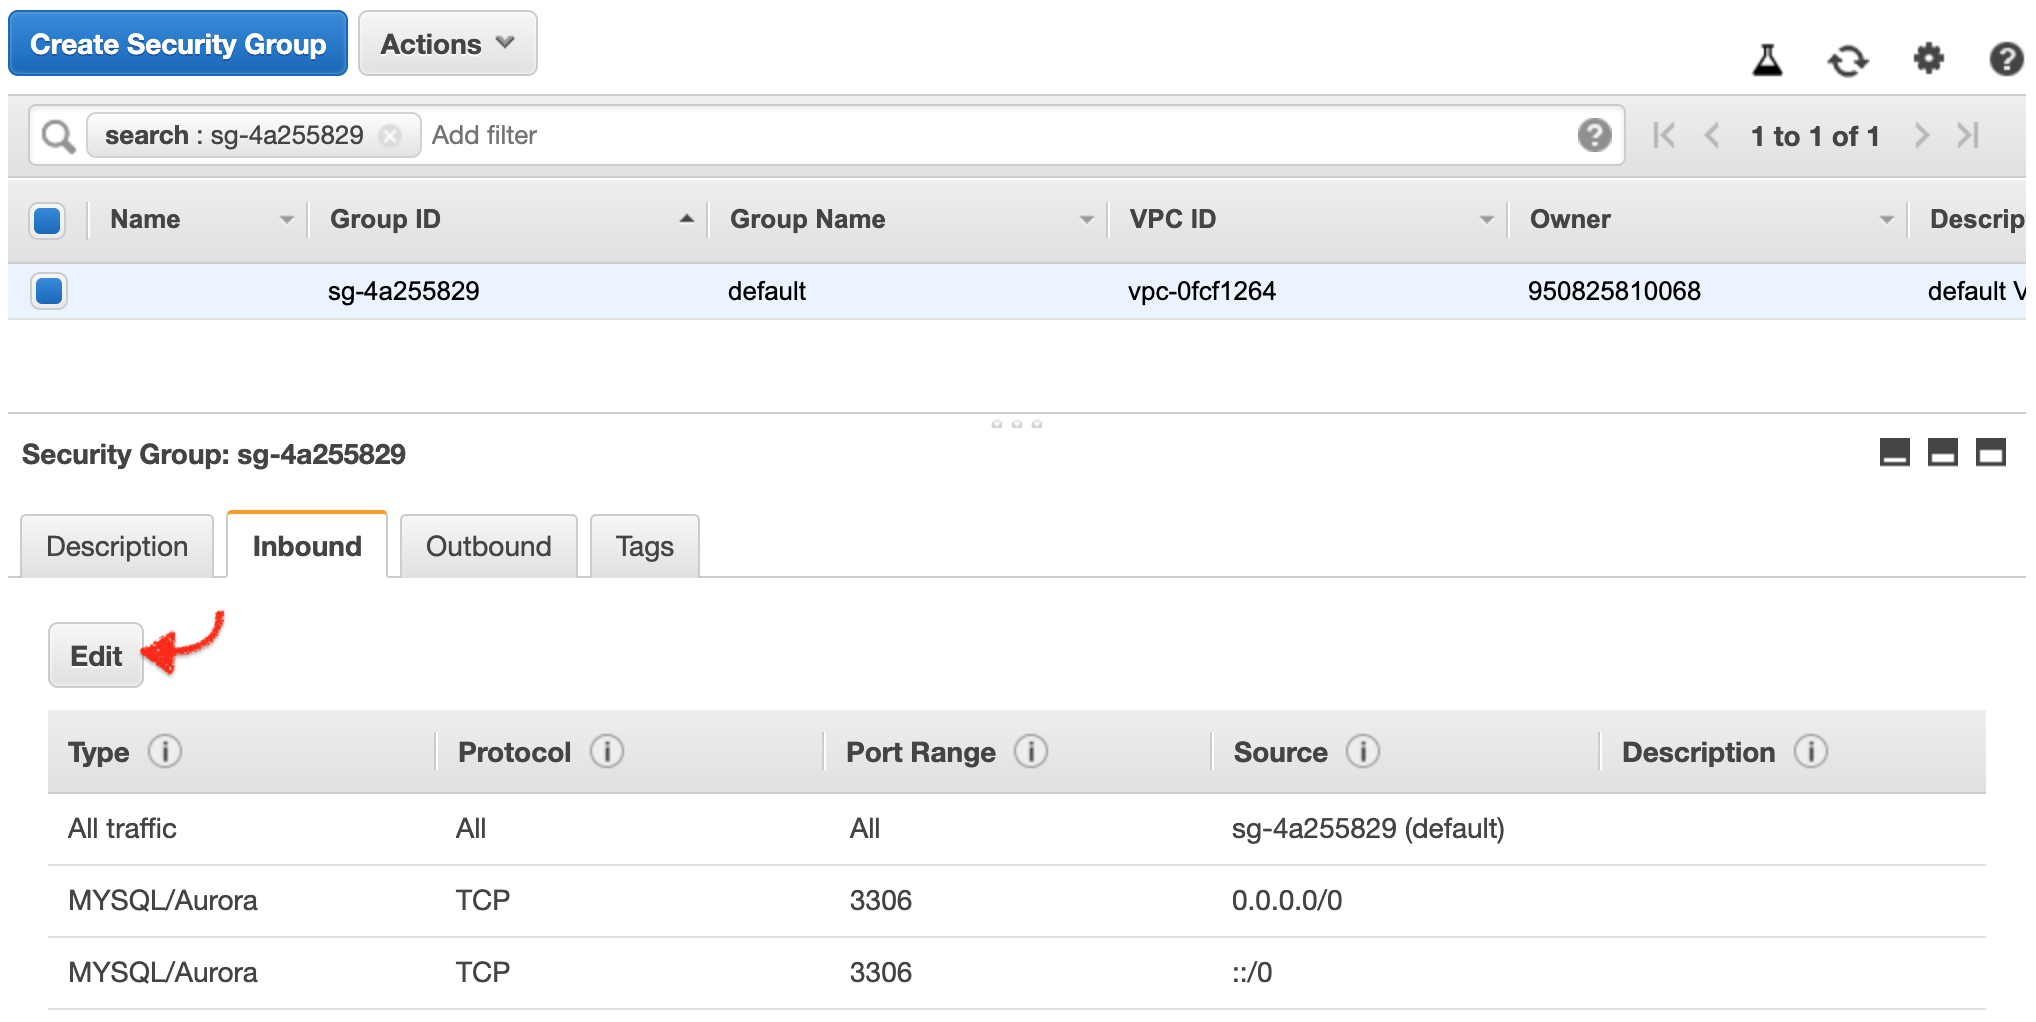 Create Security Group Actions
search : sg-4a255829 Add filter 1 to 1 of 1
Name Group ID Group Name VPC ID Owner Descrip
sg-4a255829 default vpc-0fcf1264 950825810068 default V
Security Group: sg-4a255829
Description Inbound Outbound Tags
Edit
Type Protocol Port Range Source Description
All traffic All All sg-4a255829 (default)
MYSQL/Aurora TCP 3306 0.0.0.0/0
MYSQL/Aurora TCP 3306 ::/0